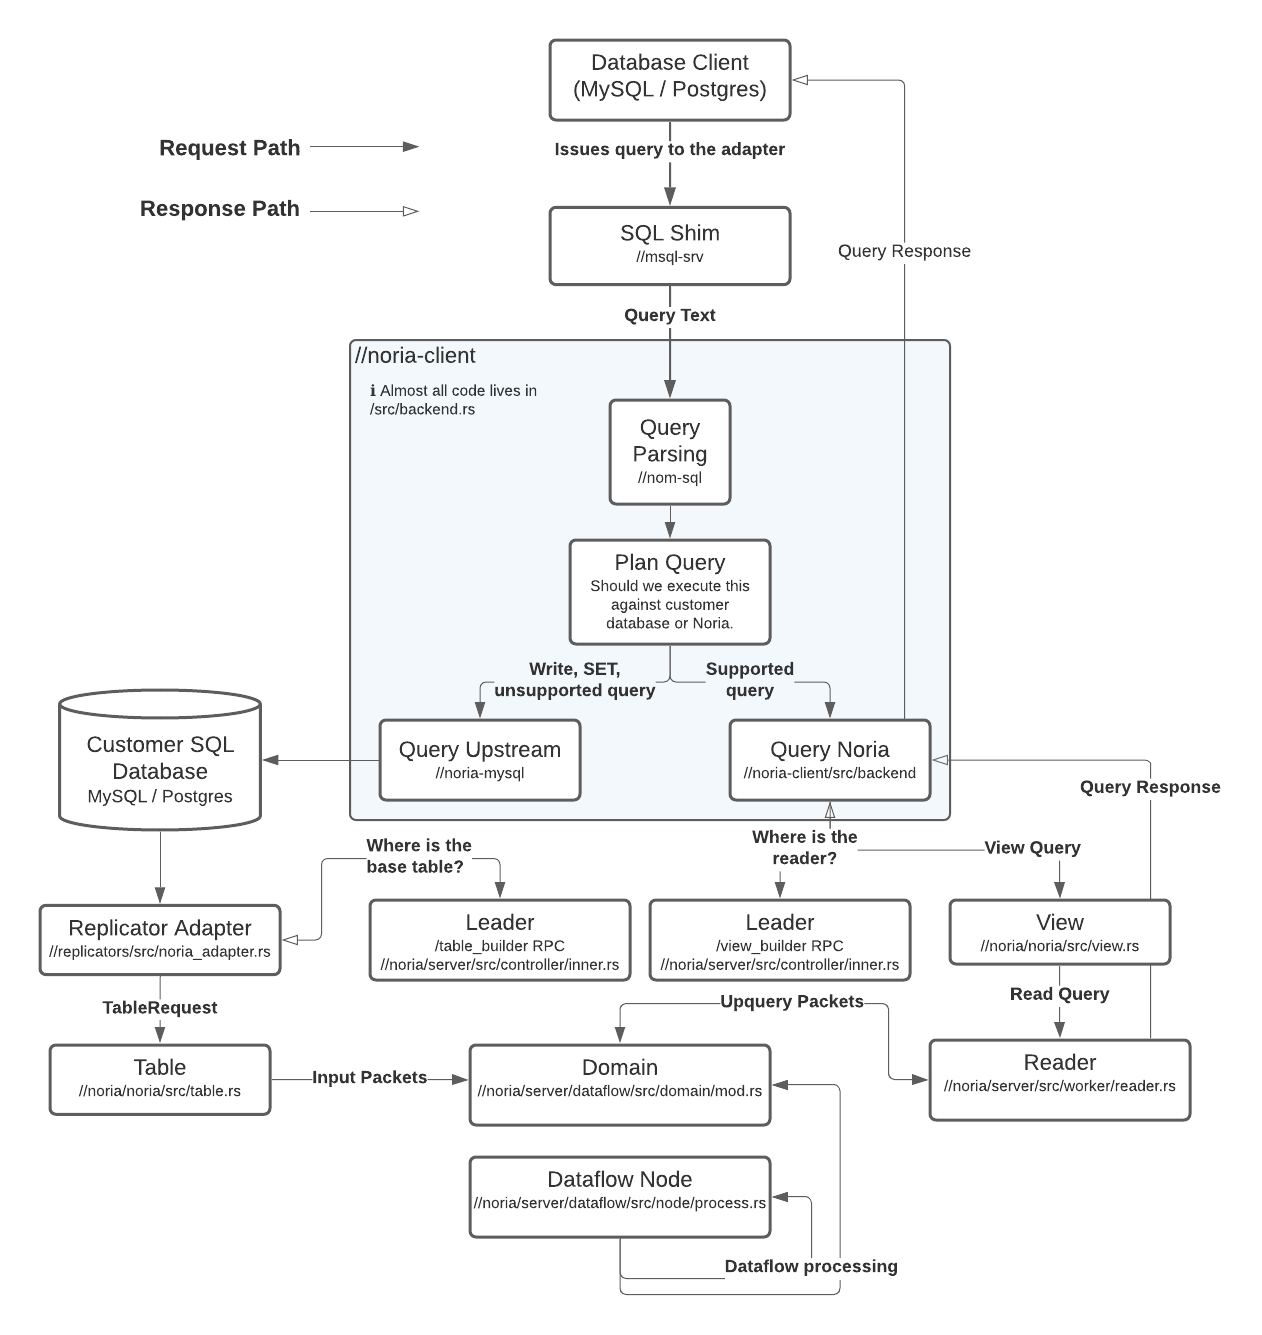 Database Client
(MySQL / Postgres)
Request Path
Issues query to the adapter
Response Path
SQL Shim
//msql-srv
Query Response
Query Text
//noria-client
ℹ Almost all code lives in
/src/backend.rs
Query
Parsing
//nom-sql
Plan Query
Should we execute this
against customer
database or Noria.
Write, SET,
unsupported query
Supported
query
Customer SQL
Database
MySQL / Postgres
Query Upstream
//noria-mysql
Query Noria
//noria-client/src/backend
Query Response
Where is the
base table?
Where is the
reader?
View Query
Replicator Adapter
//replicators/src/noria_adapter.rs
Leader
/table_builder RPC
//noria/server/src/controller/inner.rs
Leader
/view_builder RPC
//noria/server/src/controller/inner.rs
View
//noria/noria/src/view.rs
TableRequest
Upquery Packets
Read Query
Table
//noria/noria/src/table.rs
Input Packets
Domain
//noria/server/dataflow/src/domain/mod.rs
Reader
//noria/server/src/worker/reader.rs
Dataflow Node
//noria/server/dataflow/src/node/process.rs
Dataflow processing